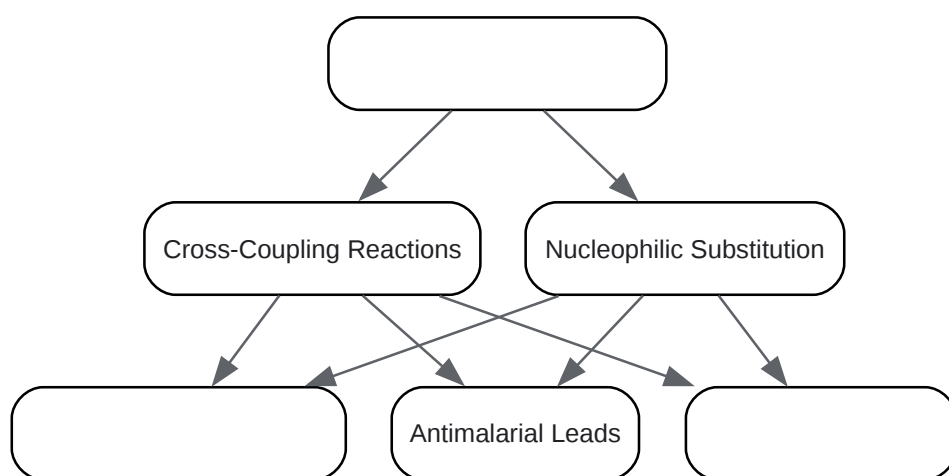 Cross-Coupling Reactions
Nucleophilic Substitution
Antimalarial Leads